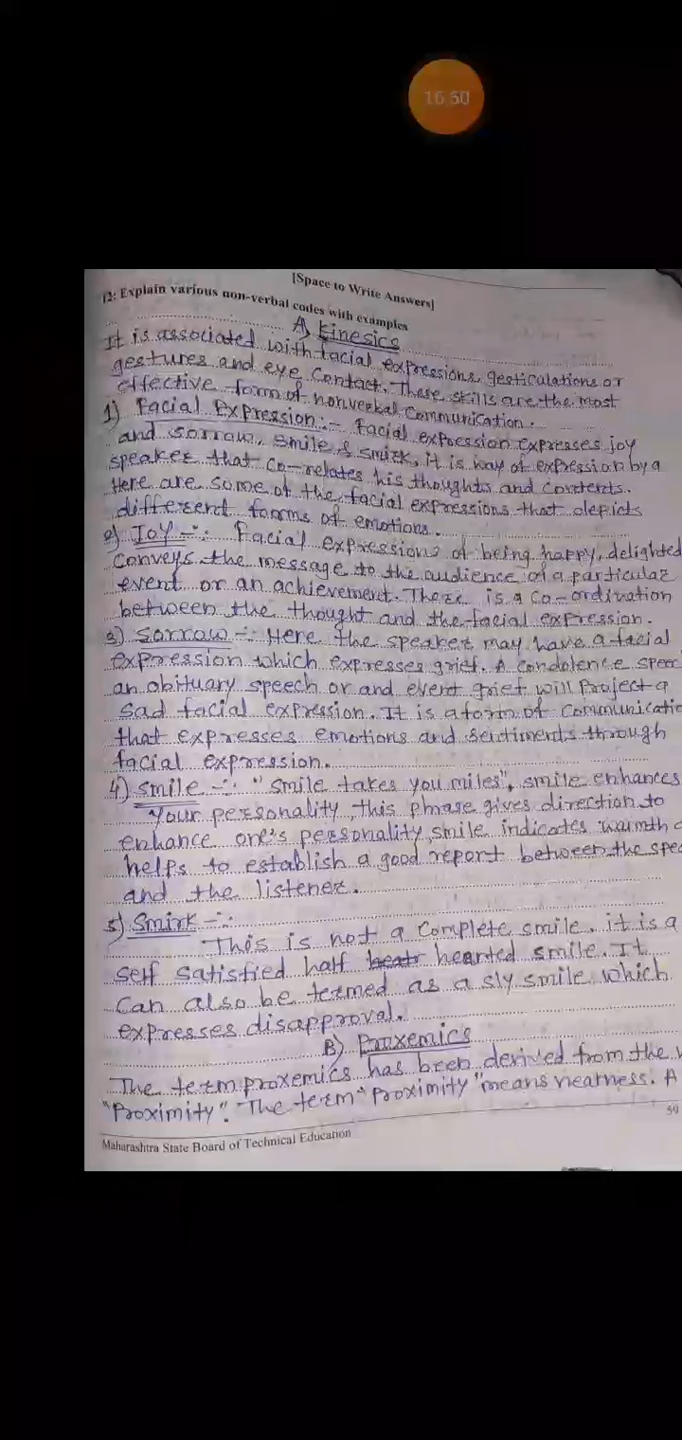 16:50
[Space to Write Answers]
12: Explain various non-verbal codes with examples
A) Kinesics
It is associated with facial expressions, gesticulations or
gestures and eye contact. These skills are the most
effective form of nonverbal communication.
1) Facial Expression:- Facial expression expresses joy
and sorrow, smile & smirk, it is way of expression by a
speaker that co-relates his thoughts and contents.
Here are some of the facial expressions that depicts
different forms of emotions.
2) Joy -: Facial expressions of being happy, delighted
conveys the message to the audience of a particular
event or an achievement. There is a co-ordination
between the thought and the facial expression.
3) Sorrow -: Here the speaker may have a facial
expression which expresses grief. A condolence
an obituary speech or and event grief will project a
sad facial expression. It is a form of
that expresses emotions and sentiments through
facial expression.
4) Smile -: "Smile takes you miles", smile enhances
Your personality, this phrase gives direction to
enhance one's personality, smile indicates warmth
helps to establish a good report between the
and the listener.
5) Smirk -:
This is not a complete smile. it is a
self satisfied half hearted smile. It
can also be termed as a sly smile which
expresses disapproval.
B) Proxemics
The term proxemics has been derived from the
"Proximity". The term "Proximity" means nearness. A
59
Maharashtra State Board of Technical Education